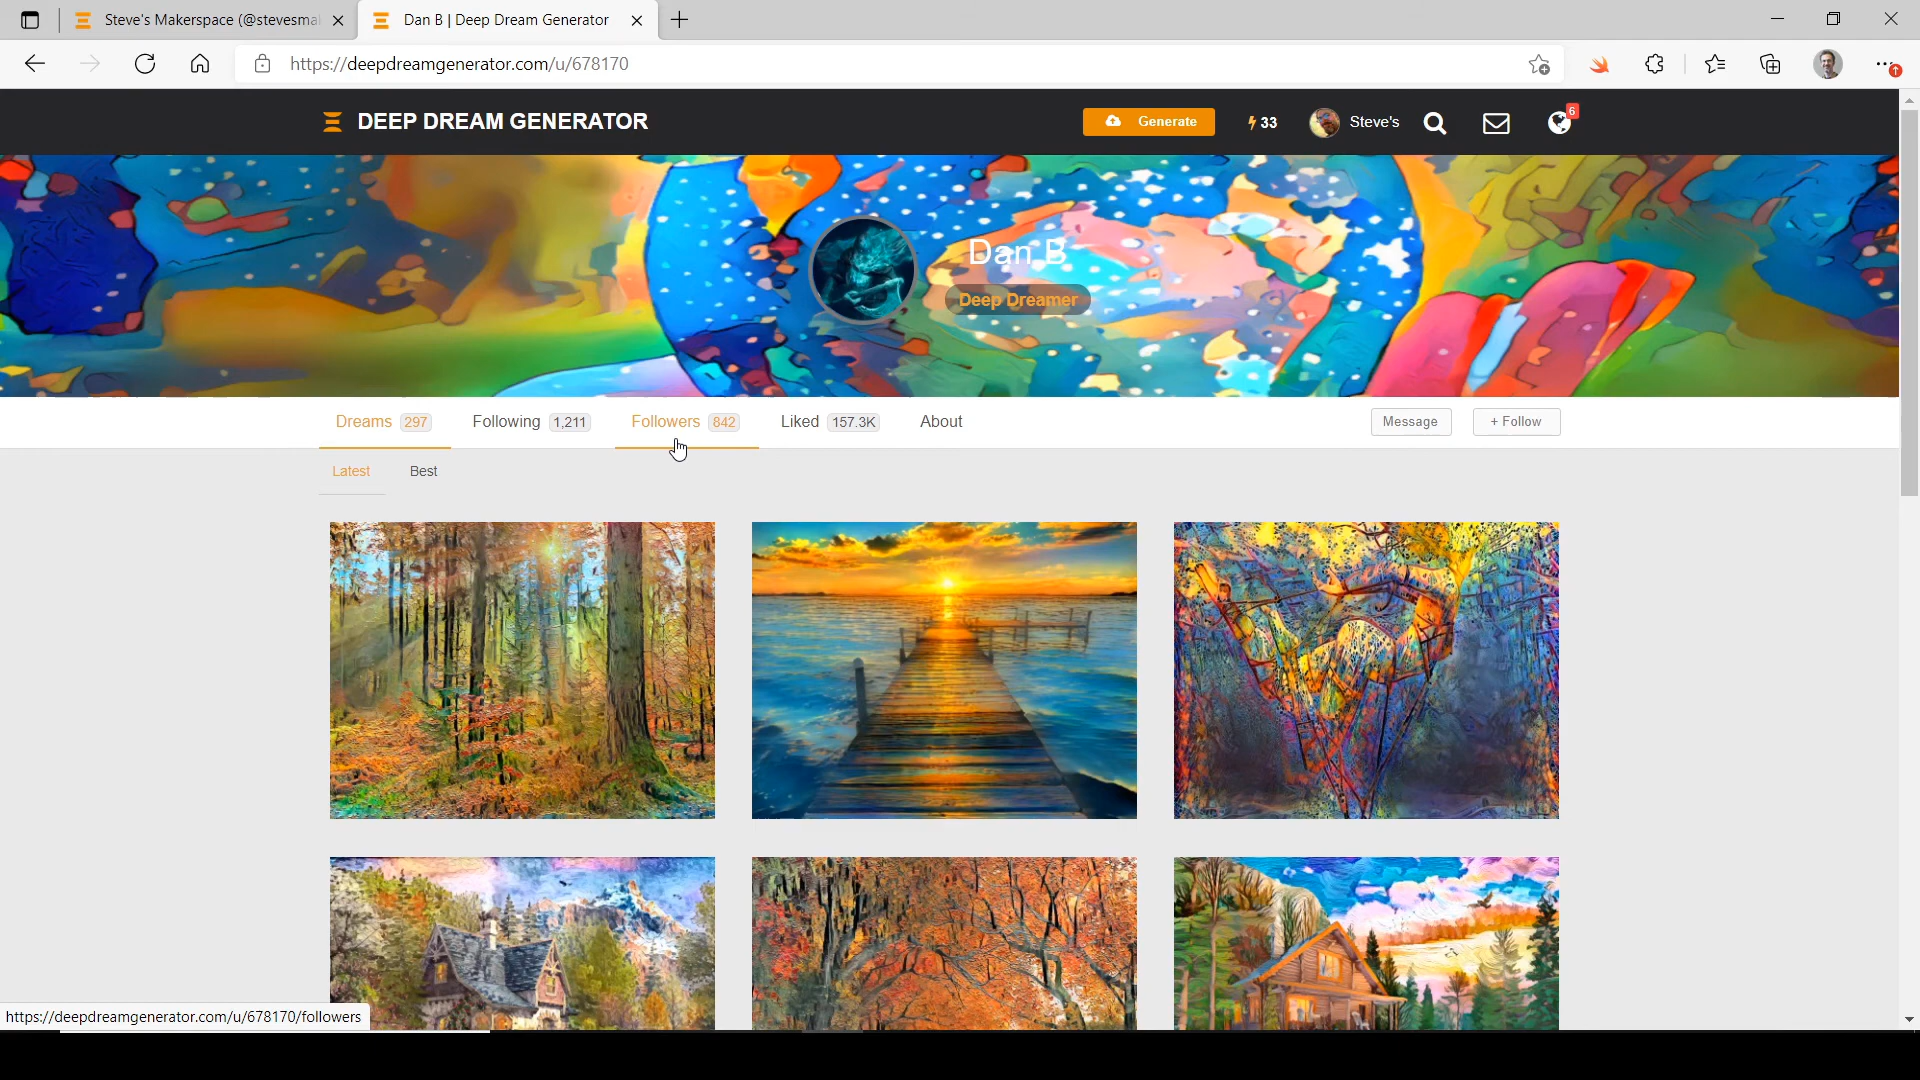 Steve's Makerspace (@stevesma
Dan B | Deep Dream Generator
https://deepdreamgenerator.com/u/678170
DEEP DREAM GENERATOR
Generate
33
Steve's
6
Dan B
Deep Dreamer
Dreams 297
Following 1,211
Followers 842
Liked 157.3K
About
Message
+ Follow
Latest
Best
https://deepdreamgenerator.com/u/678170/followers